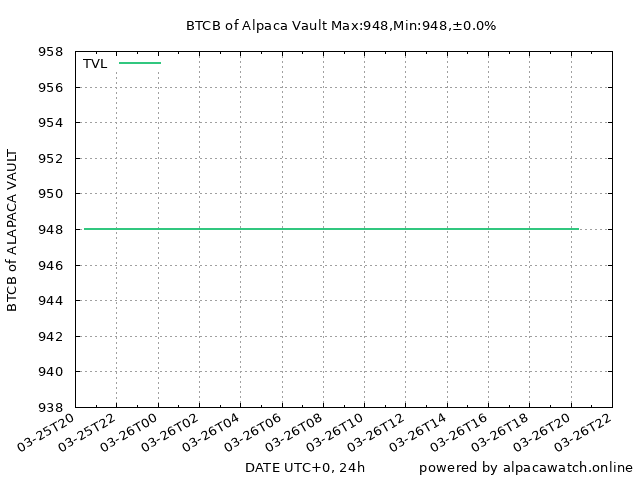 BTCB of Alpaca Vault Max:948,Min:948,±0.0%
TVL
BTCB of ALAPACA VAULT
958
956
954
952
950
948
946
944
942
940
938
03-25T20
03-25T22
03-26T00
03-26T02
03-26T04
03-26T06
03-26T08
03-26T10
03-26T12
03-26T14
03-26T16
03-26T18
03-26T20
03-26T22
DATE UTC+0, 24h
powered by alpacawatch.online